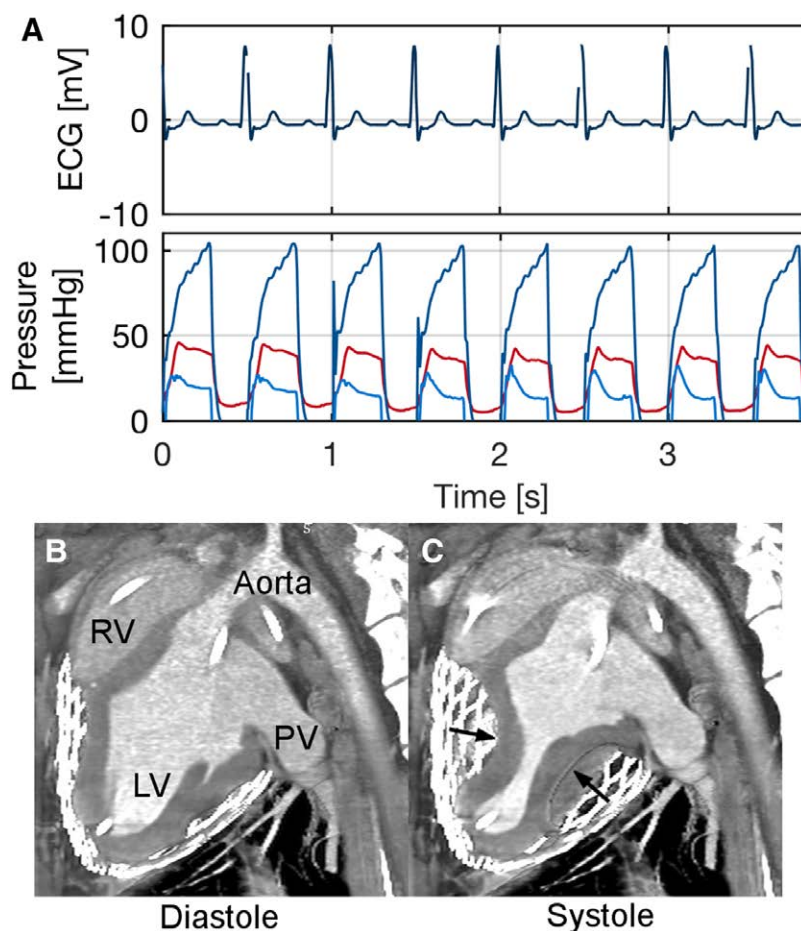 A
ECG [mV]
10
0
-10
Pressure
[mmHg]
100
50
0
0
1
2
3
Time [s]
B
RV
Aorta
PV
LV
Diastole
C
s
Systole